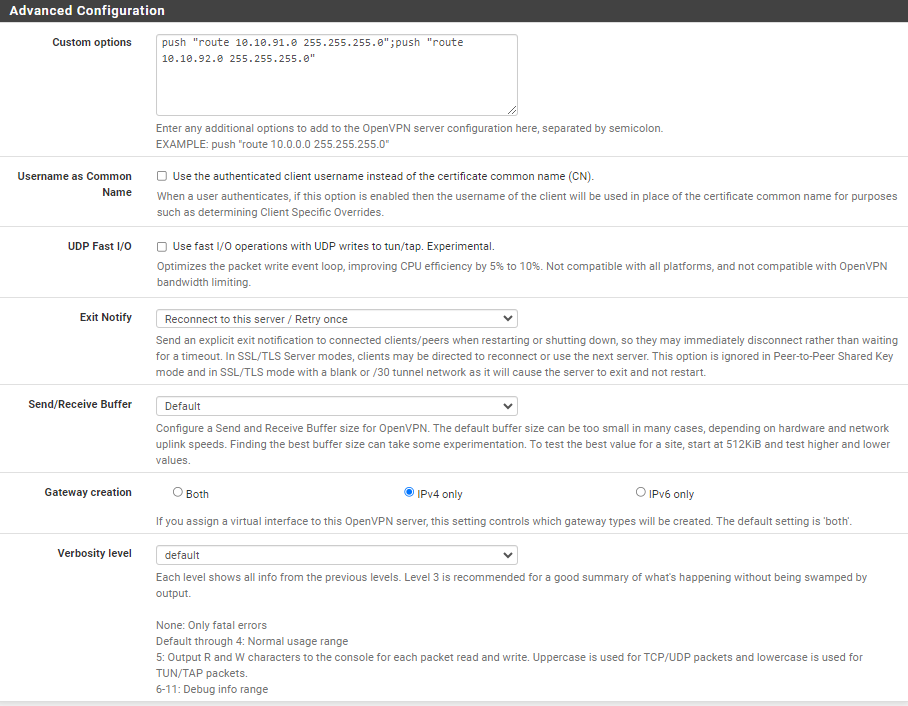 Advanced Configuration
Custom options
push "route 10.10.91.0 255.255.255.0";push "route
10.10.92.0 255.255.255.0"
Enter any additional options to add to the OpenVPN server configuration here, separated by semicolon.
EXAMPLE: push "route 10.0.0.0 255.255.255.0"
Username as Common
Name
Use the authenticated client username instead of the certificate common name (CN).
When a user authenticates, if this option is enabled then the username of the client will be used in place of the certificate common name for purposes
such as determining Client Specific Overrides.
UDP Fast I/O
Use fast I/O operations with UDP writes to tun/tap. Experimental.
Optimizes the packet write event loop, improving CPU efficiency by 5% to 10%. Not compatible with all platforms, and not compatible with OpenVPN
bandwidth limiting.
Exit Notify
Reconnect to this server / Retry once
Send an explicit exit notification to connected clients/peers when restarting or shutting down, so they may immediately disconnect rather than waiting
for a timeout. In SSL/TLS Server modes, clients may be directed to reconnect or use the next server. This option is ignored in Peer-to-Peer Shared Key
mode and in SSL/TLS mode with a blank or /30 tunnel network as it will cause the server to exit and not restart.
Send/Receive Buffer
Default
Configure a Send and Receive Buffer size for OpenVPN. The default buffer size can be too small in many cases, depending on hardware and network
uplink speeds. Finding the best buffer size can take some experimentation. To test the best value for a site, start at 512KiB and test higher and lower
values.
Gateway creation
Both
IPv4 only
IPv6 only
If you assign a virtual interface to this OpenVPN server, this setting controls which gateway types will be created. The default setting is 'both'.
Verbosity level
default
Each level shows all info from the previous levels. Level 3 is recommended for a good summary of what's happening without being swamped by
output.
None: Only fatal errors
Default through 4: Normal usage range
5: Output R and W characters to the console for each packet read and write. Uppercase is used for TCP/UDP packets and lowercase is used for
TUN/TAP packets.
6-11: Debug info range